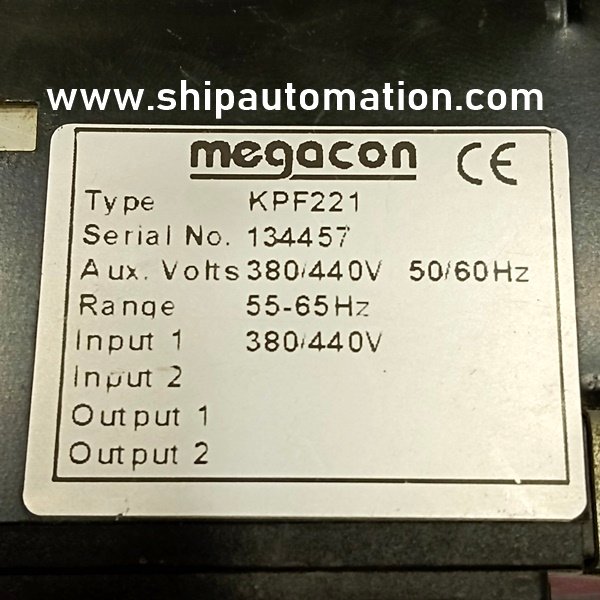 www.shipautomation.com
megacon CE
Type KPF221
Serial No. 134457
Aux. Volts 380/440V 50/60Hz
Range 55-65Hz
Input 1 380/440V
Input 2
Output 1
Output 2